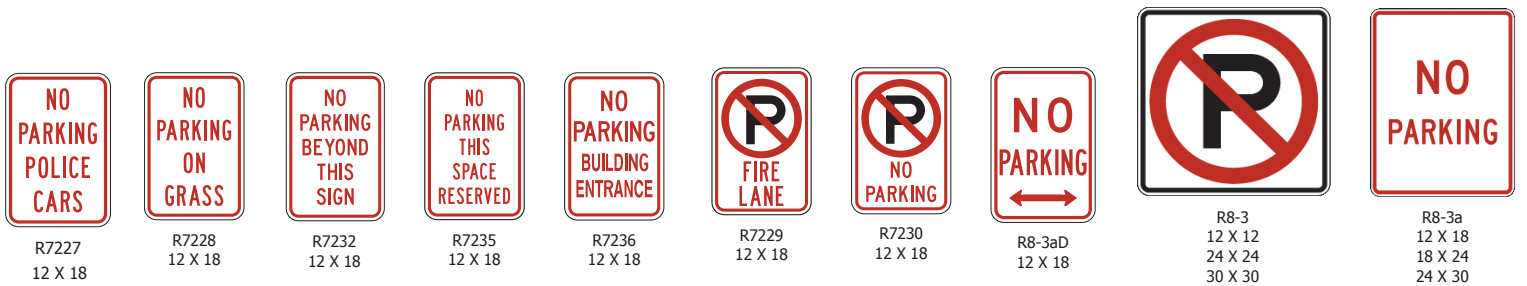 NO
PARKING
POLICE
CARS
R7227
12 X 18
NO
PARKING
ON
GRASS
R7228
12 X 18
NO
PARKING
BEYOND
THIS
SIGN
R7232
12 X 18
NO
PARKING
THIS
SPACE
RESERVED
R7235
12 X 18
NO
PARKING
BUILDING
ENTRANCE
R7236
12 X 18
P
FIRE
LANE
R7229
12 X 18
P
NO
PARKING
R7230
12 X 18
NO
PARKING
R8-3aD
12 X 18
P
R8-3
12 X 12
24 X 24
30 X 30
NO
PARKING
R8-3a
12 X 18
18 X 24
24 X 30